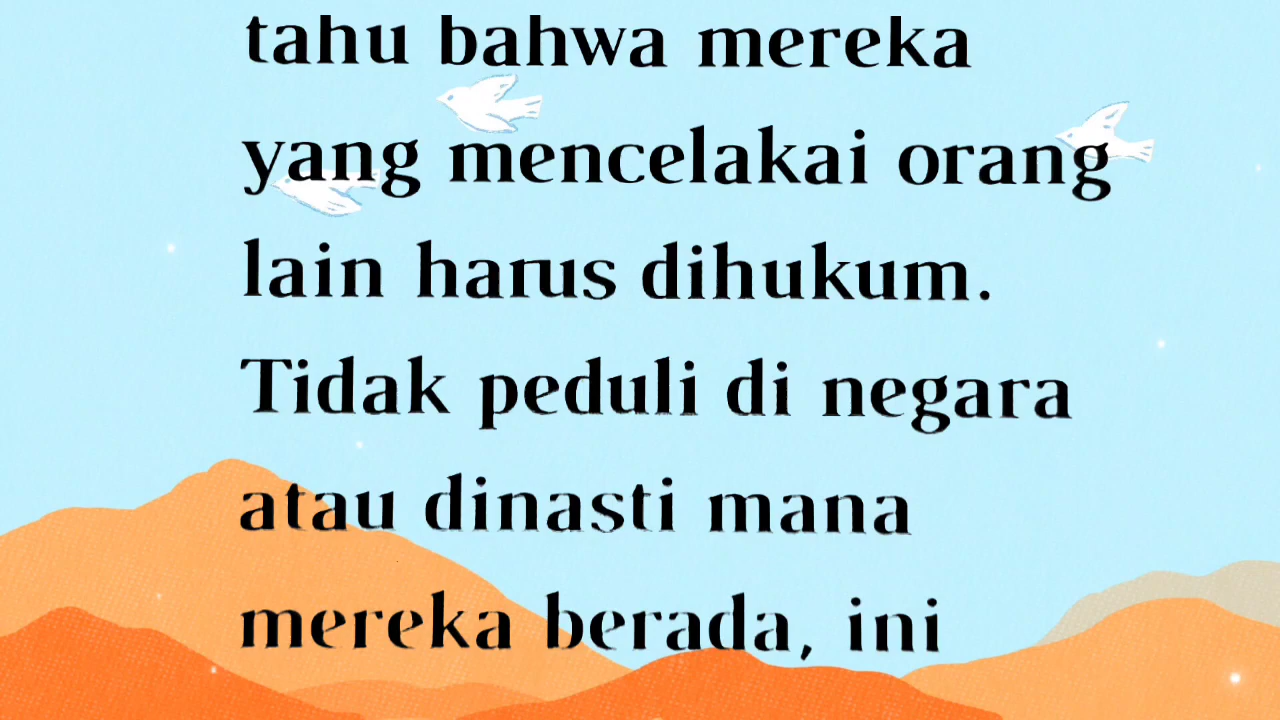 tahu bahwa mereka
yang mencelakai orang
lain harus dihukum.
Tidak peduli di negara
atau dinasti mana
mereka berada, ini